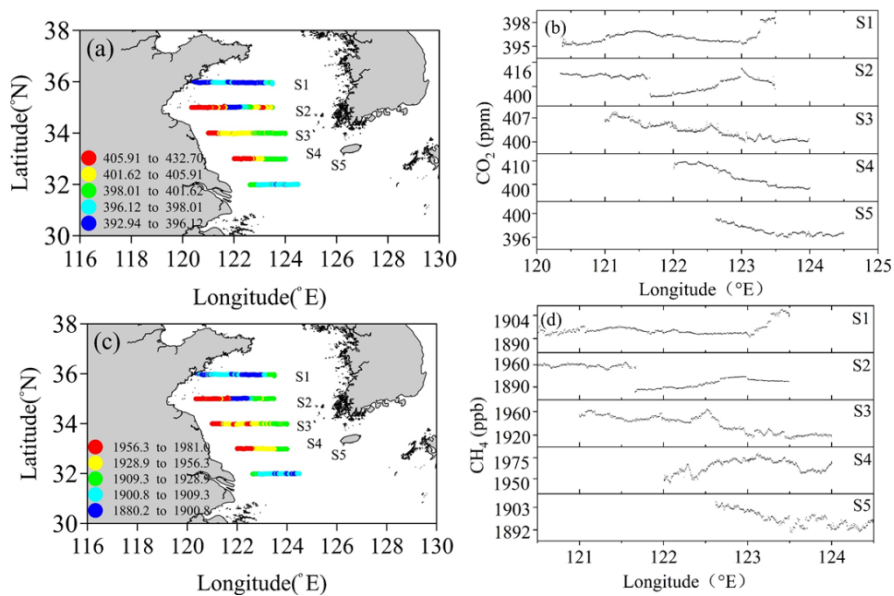 (a)
38
36
34
32
30
Latitude(°N)
S1
S2
S3
S4
S5
405.91 to 432.70
401.62 to 405.91
398.01 to 401.62
396.12 to 398.01
392.94 to 396.12
116 118 120 122 124 126 128 130
Longitude(°E)
(b)
CO2 (ppm)
398
395
S1
416
400
S2
407
400
S3
410
400
S4
400
396
S5
120 121 122 123 124 125
Longitude (°E)
(c)
38
36
34
32
30
Latitude(°N)
S1
S2
S3
S4
S5
1956.3 to 1981.0
1928.9 to 1956.3
1909.3 to 1928.9
1900.8 to 1909.3
1880.2 to 1900.8
116 118 120 122 124 126 128 130
Longitude(°E)
(d)
CH4 (ppb)
1904
1890
S1
1960
1890
S2
1960
1920
S3
1975
1950
S4
1903
1892
S5
121 122 123 124
Longitude (°E)